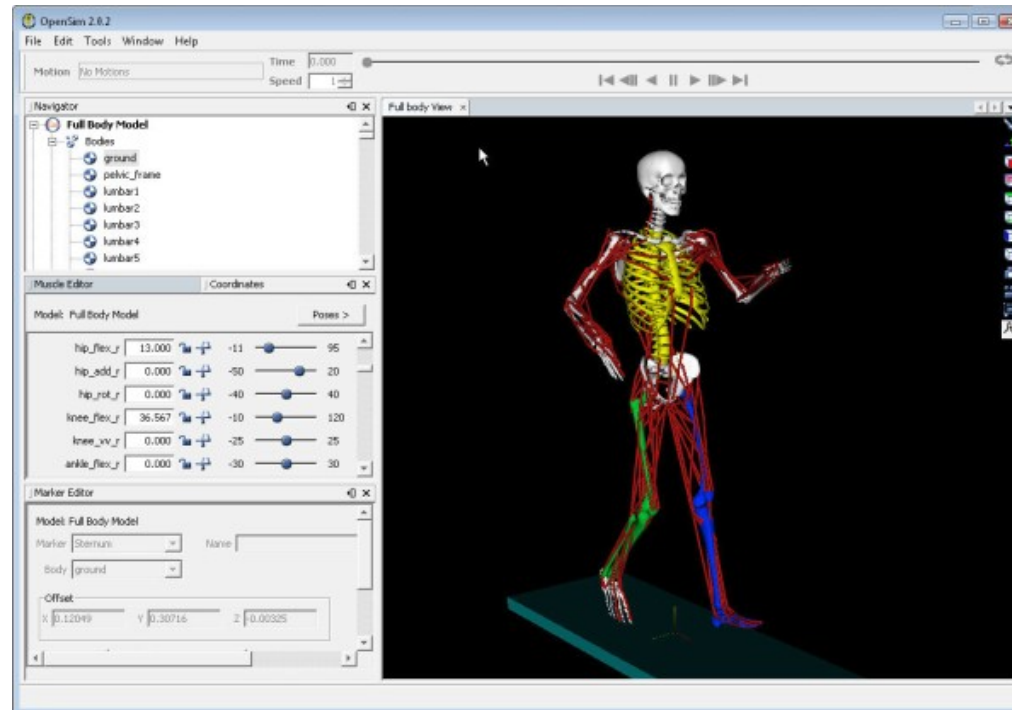 OpenSim 2.0.2
File Edit Tools Window Help
Motion No Motions Time 0.000
Speed 1
Navigator
Full body View
Full Body Model
Bodies
ground
pelvic_frame
lumbar1
lumbar2
lumbar3
lumbar4
lumbar5
Muscle Editor Coordinates
Model: Full Body Model Poses >
hip_flex_r 13.000 -11 95
hip_add_r 0.000 -50 20
hip_rot_r 0.000 -40 40
knee_flex_r 36.567 -10 120
knee_vv_r 0.000 -25 25
ankle_flex_r 0.000 -30 30
Marker Editor
Model: Full Body Model
Marker Sternum Name
Body ground
Offset
X 0.12049 Y 0.30716 Z -0.00325